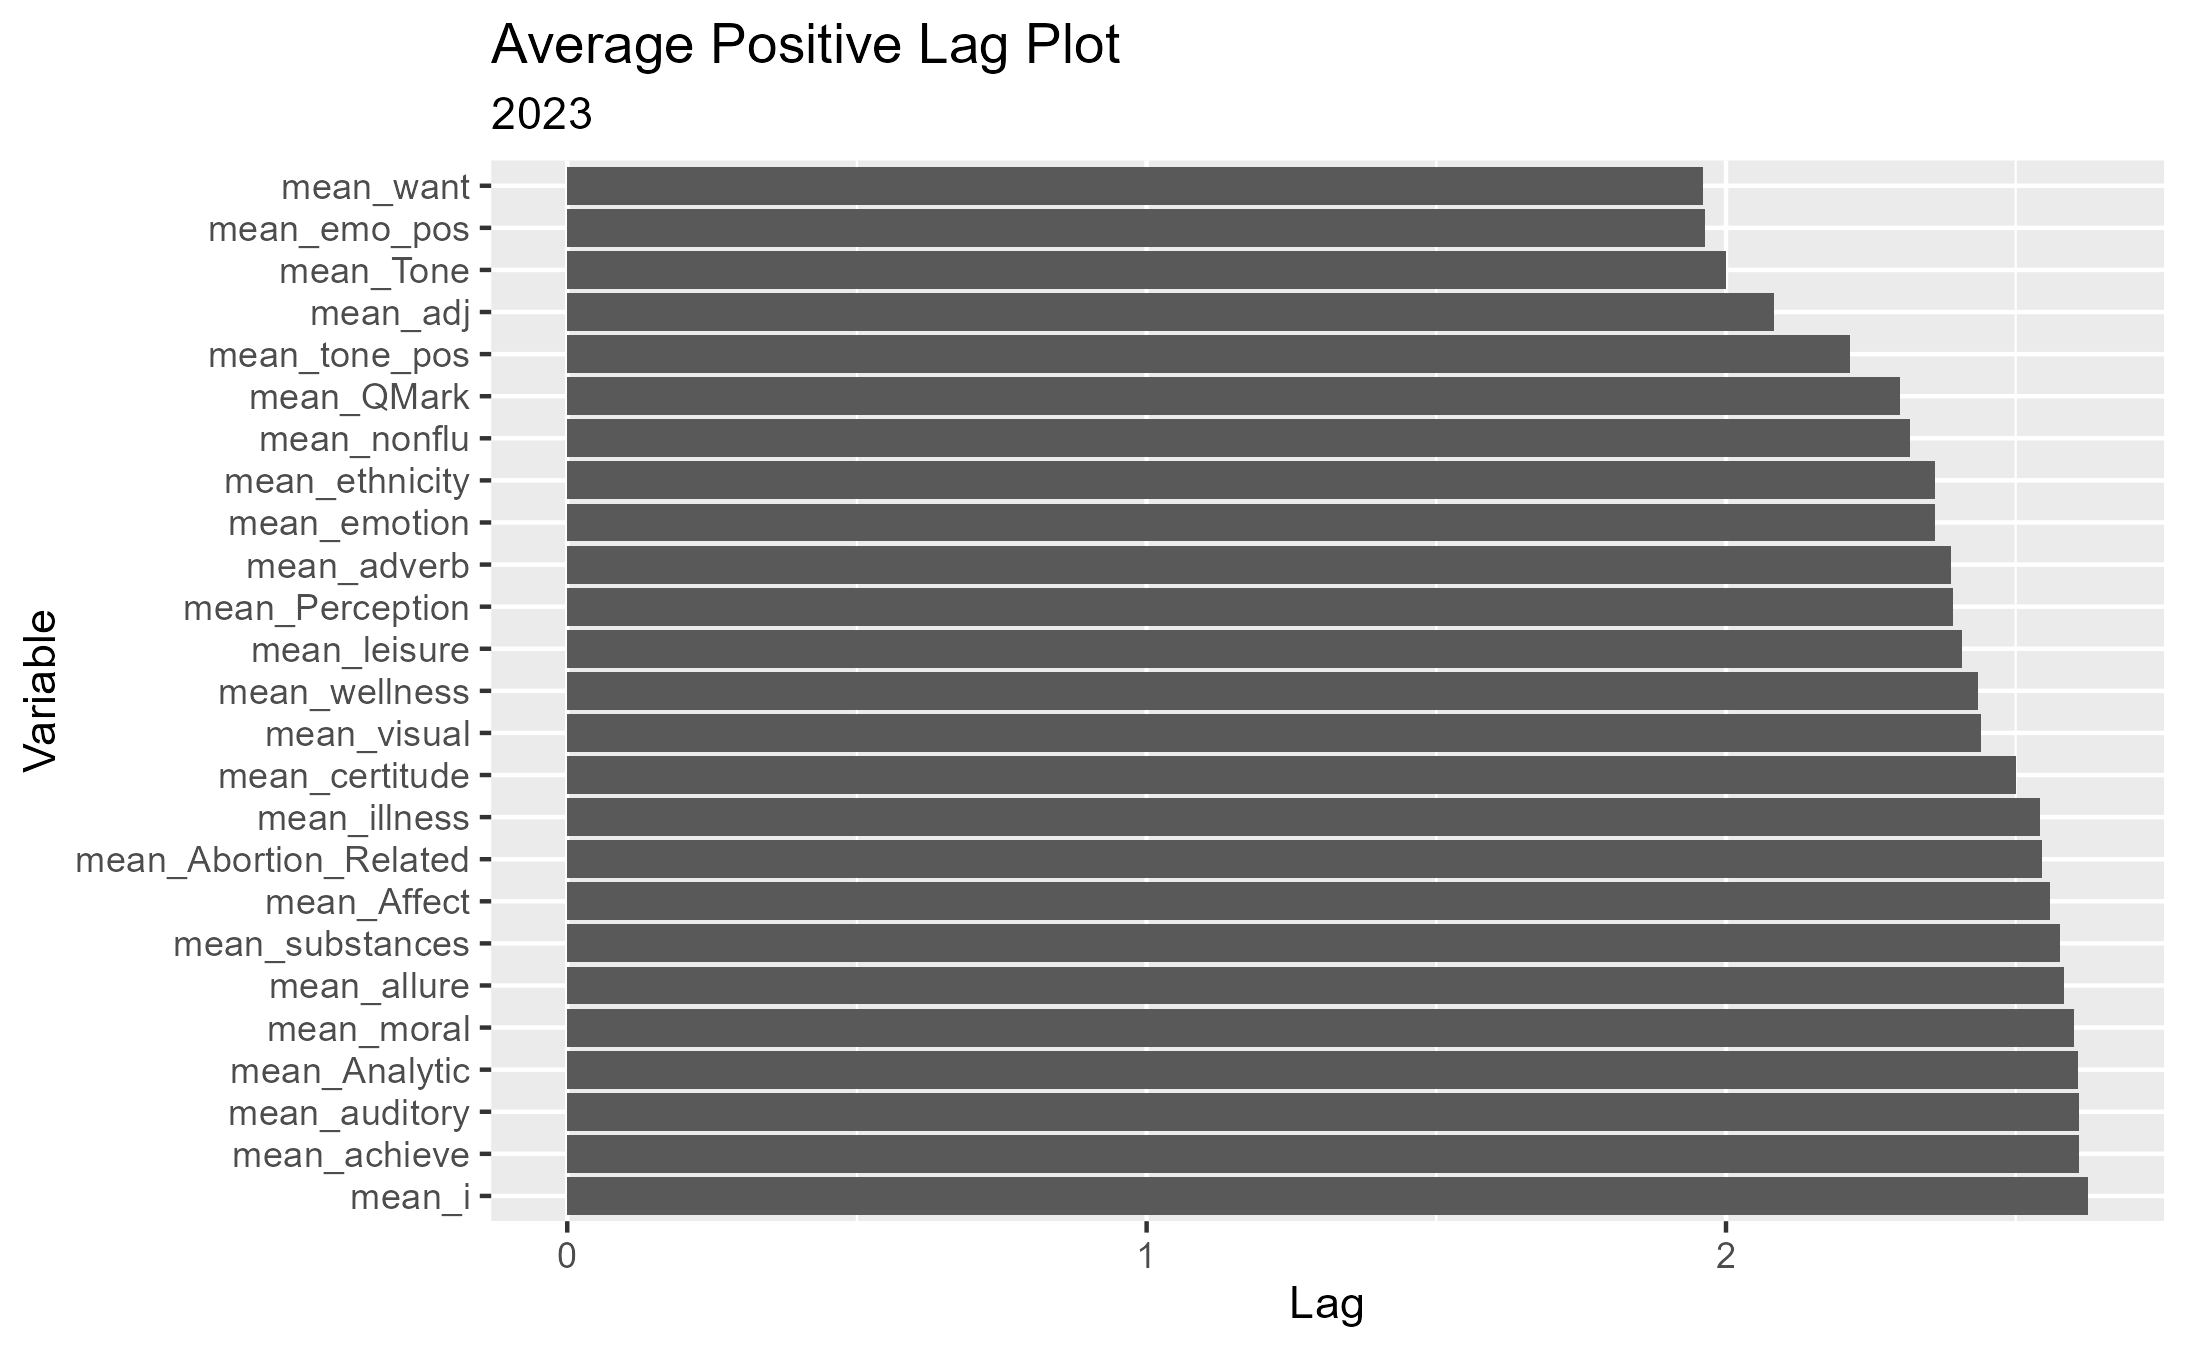 Average Positive Lag Plot
2023
Variable
mean_want
mean_emo_pos
mean_Tone
mean_adj
mean_tone_pos
mean_QMark
mean_nonflu
mean_ethnicity
mean_emotion
mean_adverb
mean_Perception
mean_leisure
mean_wellness
mean_visual
mean_certitude
mean_illness
mean_Abortion_Related
mean_Affect
mean_substances
mean_allure
mean_moral
mean_Analytic
mean_auditory
mean_achieve
mean_i
0 1 2
Lag